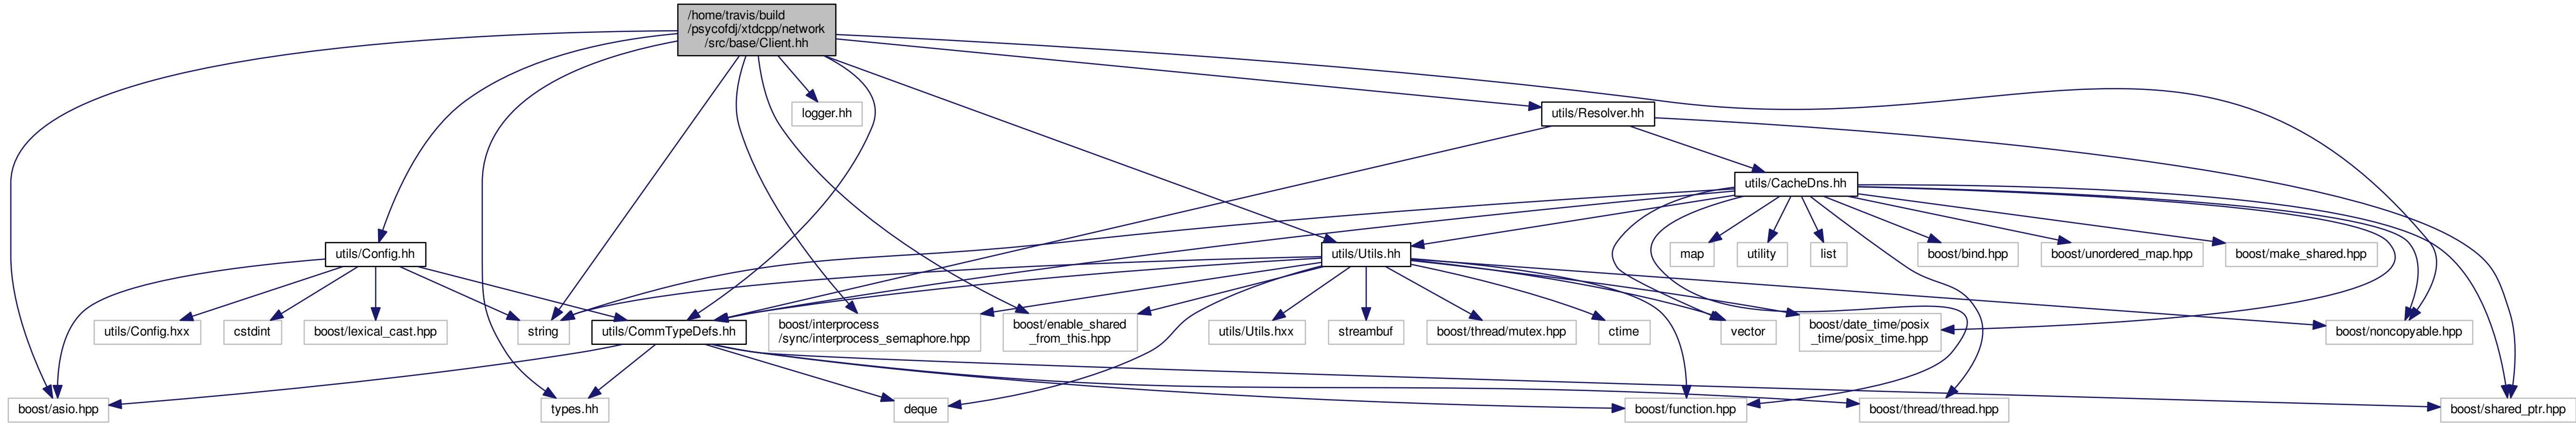 /home/travis/build
/psycofdj/xtdcpp/network
/src/base/Client.hh
logger.hh
utils/Resolver.hh
utils/CacheDns.hh
utils/Config.hh
utils/Utils.hh
map
utility
list
boost/bind.hpp
boost/unordered_map.hpp
boost/make_shared.hpp
utils/Config.hxx
cstdint
boost/lexical_cast.hpp
string
utils/CommTypeDefs.hh
boost/interprocess
/sync/interprocess_semaphore.hpp
boost/enable_shared
_from_this.hpp
utils/Utils.hxx
streambuf
boost/thread/mutex.hpp
ctime
vector
boost/date_time/posix
_time/posix_time.hpp
boost/noncopyable.hpp
boost/asio.hpp
types.hh
deque
boost/function.hpp
boost/thread/thread.hpp
boost/shared_ptr.hpp